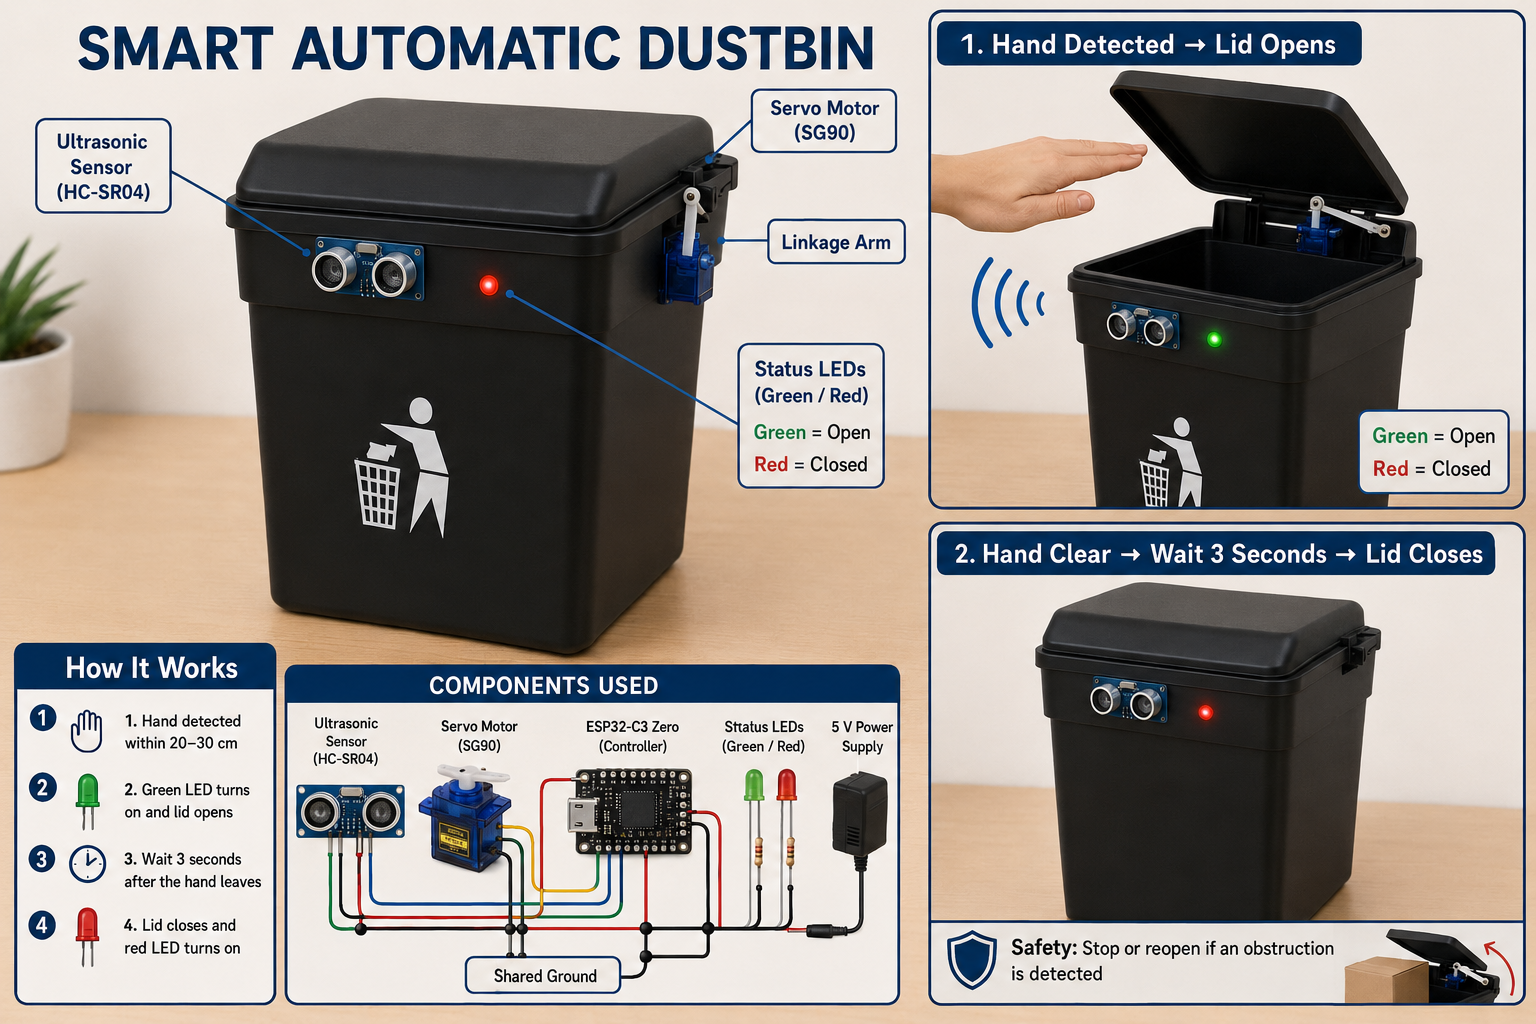 SMART AUTOMATIC DUSTBIN
Ultrasonic
Sensor
(HC-SR04)
Servo Motor
(SG90)
Linkage Arm
Status LEDs
(Green / Red)
Green = Open
Red = Closed
1. Hand Detected → Lid Opens
Green = Open
Red = Closed
2. Hand Clear → Wait 3 Seconds → Lid Closes
Safety: Stop or reopen if an obstruction
is detected
How It Works
1
1. Hand detected
within 20–30 cm
2
2. Green LED turns
on and lid opens
3
3. Wait 3 seconds
after the hand leaves
4
4. Lid closes and
red LED turns on
COMPONENTS USED
Ultrasonic
Sensor
(HC-SR04)
Servo Motor
(SG90)
ESP32-C3 Zero
(Controller)
Status LEDs
(Green / Red)
5 V Power
Supply
Shared Ground